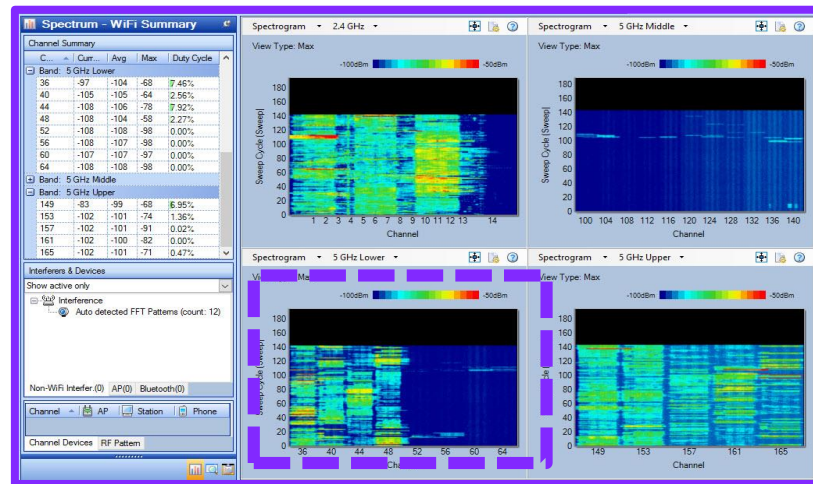 Spectrum - WiFi Summary
Channel Summary
C... Curr... Avg Max Duty Cycle
Band: 5 GHz Lower
36 -97 -104 -68 7.46%
40 -105 -105 -64 2.56%
44 -108 -106 -78 7.92%
48 -108 -104 -58 2.27%
52 -108 -108 -98 0.00%
56 -108 -107 -98 0.00%
60 -107 -107 -97 0.00%
64 -108 -108 -98 0.00%
Band: 5 GHz Middle
Band: 5 GHz Upper
149 -83 -99 -68 6.95%
153 -102 -101 -74 1.36%
157 -102 -101 -91 0.02%
161 -102 -100 -82 0.00%
165 -102 -101 -71 0.47%
Interferers & Devices
Show active only
Interference
Auto detected FFT Patterns (count: 12)
Non-WiFi Interfer.(0) AP(0) Bluetooth(0)
Channel AP Station Phone
Channel Devices RF Pattern
Spectrogram 2.4 GHz
View Type: Max
-100dBm -50dBm
Sweep Cycle [Sweep]
180
160
140
120
100
80
60
40
20
0
1 2 3 4 5 6 7 8 9 10 11 12 13 14
Channel
Spectrogram 5 GHz Middle
View Type: Max
-100dBm -50dBm
Sweep Cycle [Sweep]
180
160
140
120
100
80
60
40
20
0
100 104 108 112 116 120 124 128 132 136 140
Channel
Spectrogram 5 GHz Lower
-100dBm -50dBm
180
160
140
120
100
80
60
40
20
0
36 40 44 48 52 56 60 64
Spectrogram 5 GHz Upper
View Type: Max
-100dBm -50dBm
180
160
140
120
100
80
60
40
20
0
149 153 157 161 165
Channel